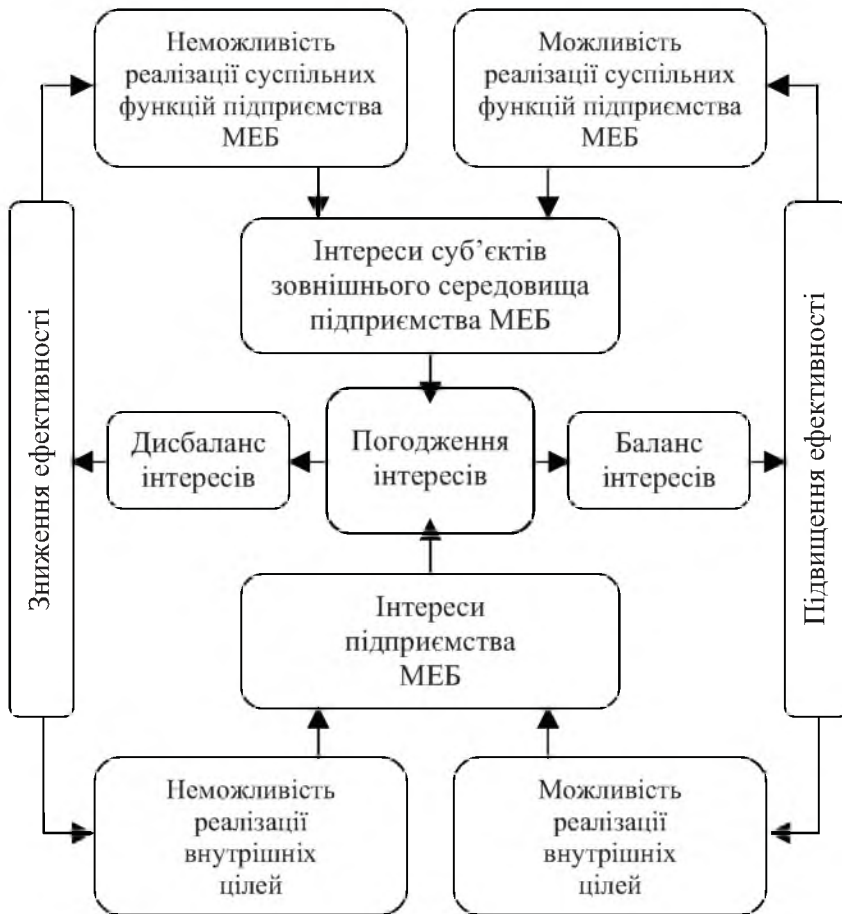 Неможливість
реалізації суспільних
функцій підприємства
МЕБ
Можливість
реалізації суспільних
функцій підприємства
МЕБ
Інтереси суб’єктів
зовнішнього середовища
підприємства МЕБ
Зниження ефективності
Дисбаланс
інтересів
Погодження
інтересів
Баланс
інтересів
Підвищення ефективності
Інтереси
підприємства
МЕБ
Неможливість
реалізації
внутрішніх
цілей
Можливість
реалізації
внутрішніх
цілей